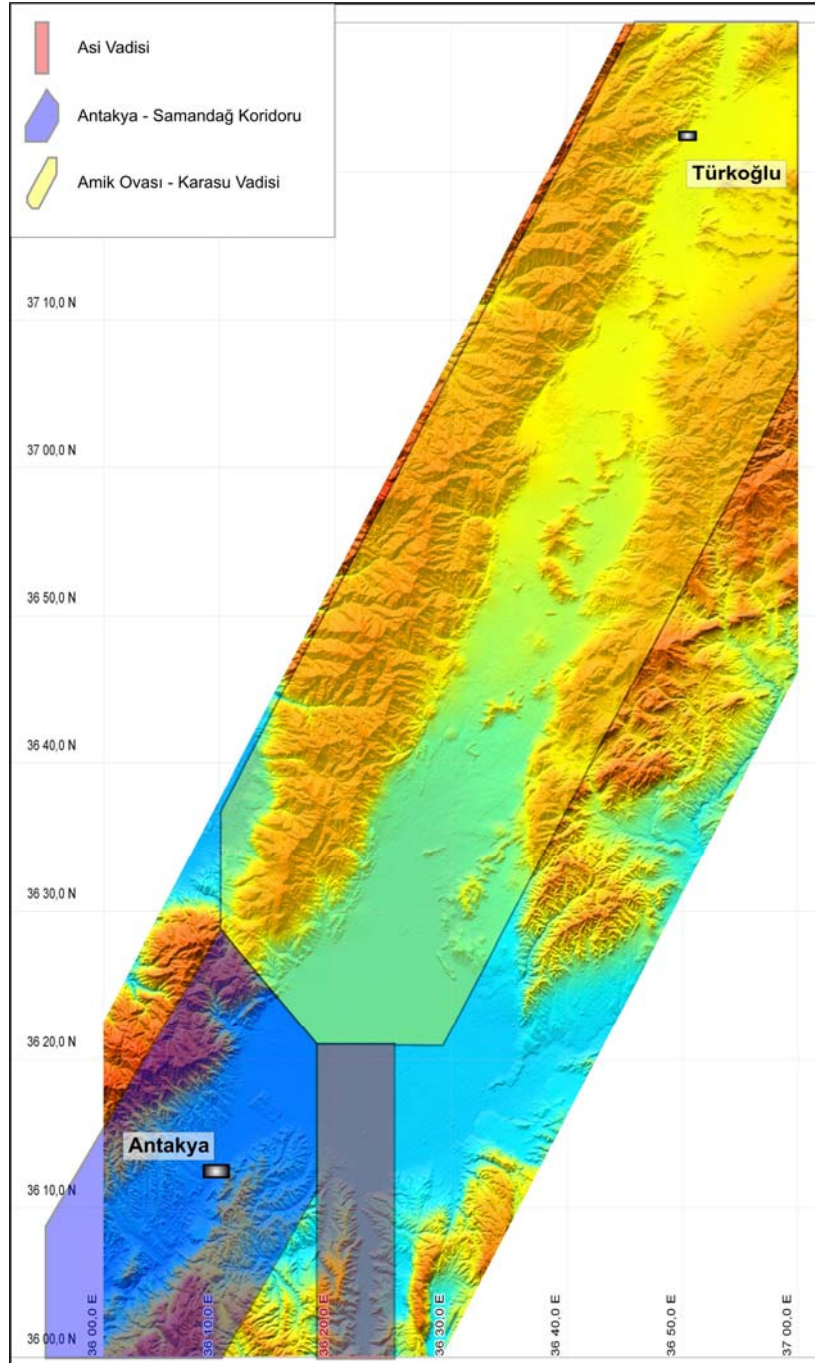 Asi Vadisi
Antakya - Samandağ Koridoru
Amik Ovası - Karasu Vadisi
Türkoğlu
37 10,0 N
37 00,0 N
36 50,0 N
36 40,0 N
36 30,0 N
36 20,0 N
Antakya
36 10,0 N
36 00,0 N
36 00,0 E
36 10,0 E
36 20,0 E
36 30,0 E
36 40,0 E
36 50,0 E
37 00,0 E